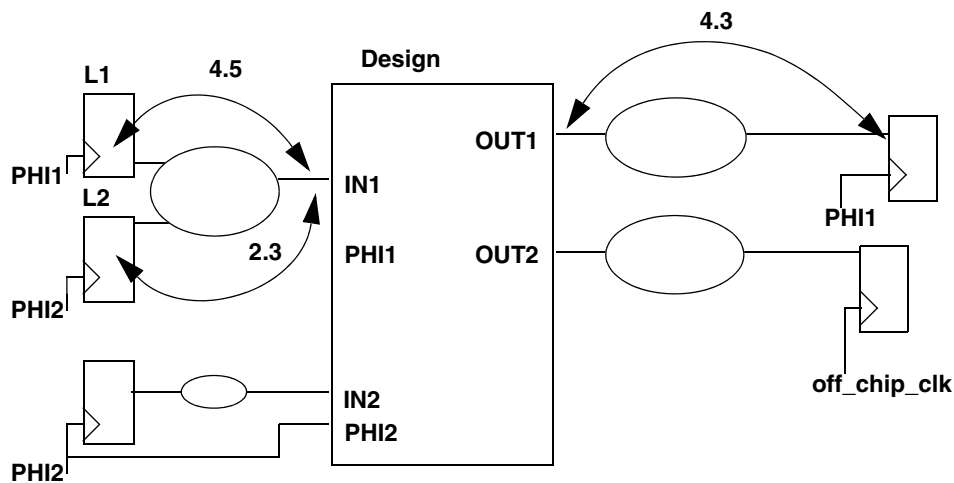 4.3
Design
L1
4.5
OUT1
PHI1
IN1
L2
PHI1
2.3
PHI1
OUT2
PHI2
off_chip_clk
IN2
PHI2
PHI2